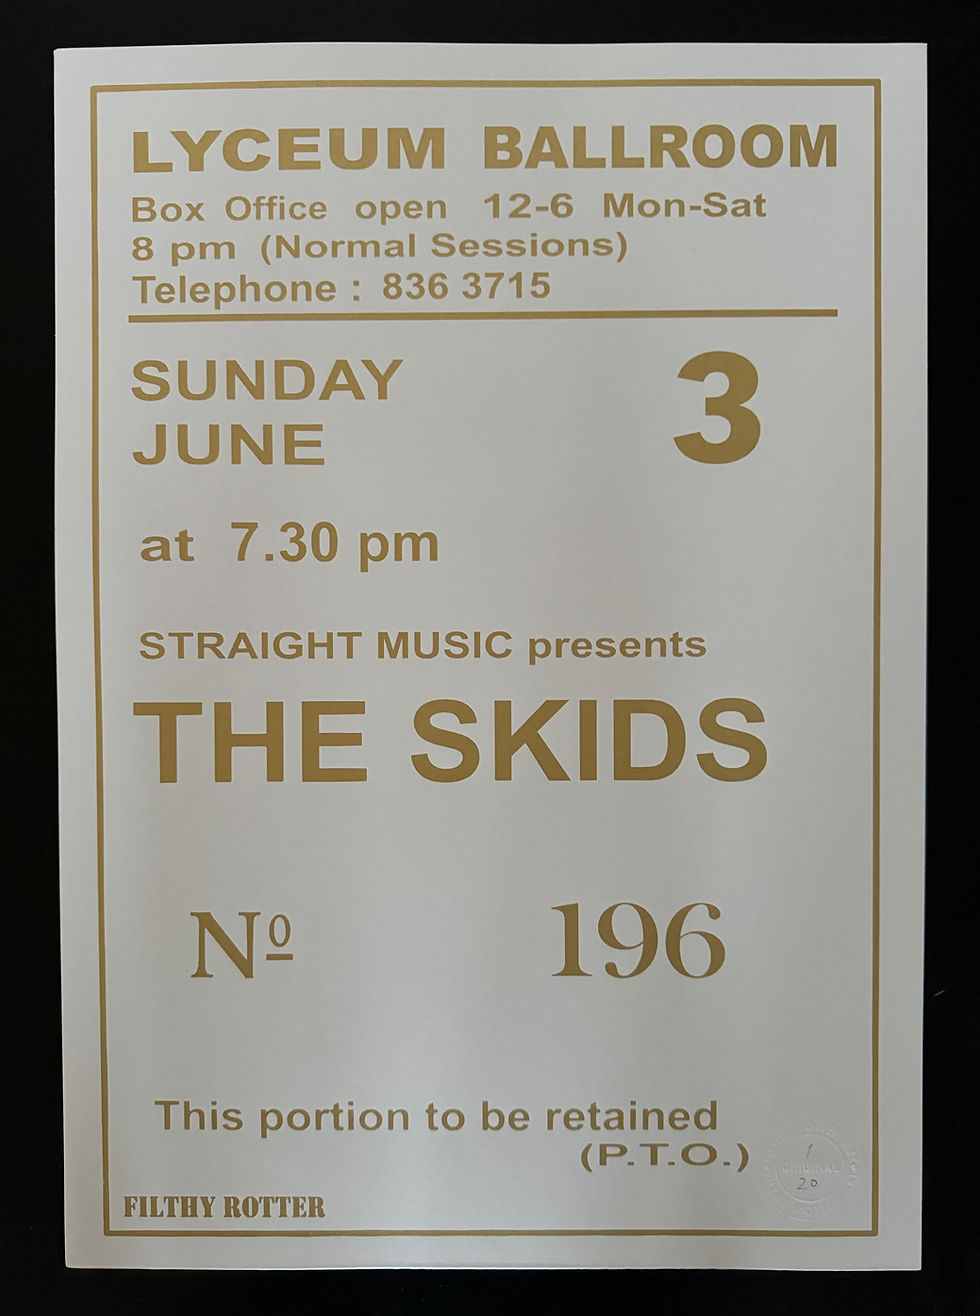 LYCEUM BALLROOM
Box Office open 12-6 Mon-Sat
8 pm (Normal Sessions)
Telephone : 836 3715
SUNDAY 3
JUNE
at 7.30 pm
STRAIGHT MUSIC presents
THE SKIDS
Nº 196
This portion to be retained
(P.T.O.)
1
ORIGINAL
20
FILTHY ROTTER